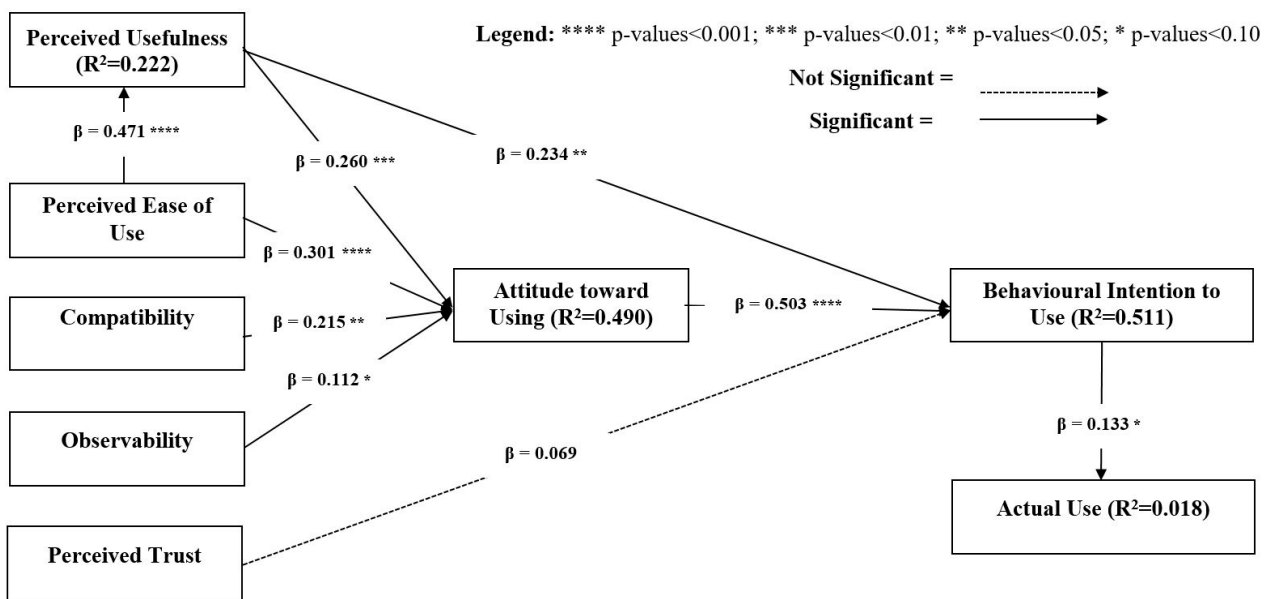 Perceived Usefulness
(R²=0.222)
Legend: **** p-values<0.001; *** p-values<0.01; ** p-values<0.05; * p-values<0.10
Not Significant =
Significant =
β = 0.471 ****
β = 0.260 ***
β = 0.234 **
Perceived Ease of
Use
β = 0.301 ****
Compatibility
β = 0.215 **
Attitude toward
Using (R²=0.490)
β = 0.503 ****
Behavioural Intention to
Use (R²=0.511)
β = 0.112 *
Observability
β = 0.069
β = 0.133 *
Perceived Trust
Actual Use (R²=0.018)